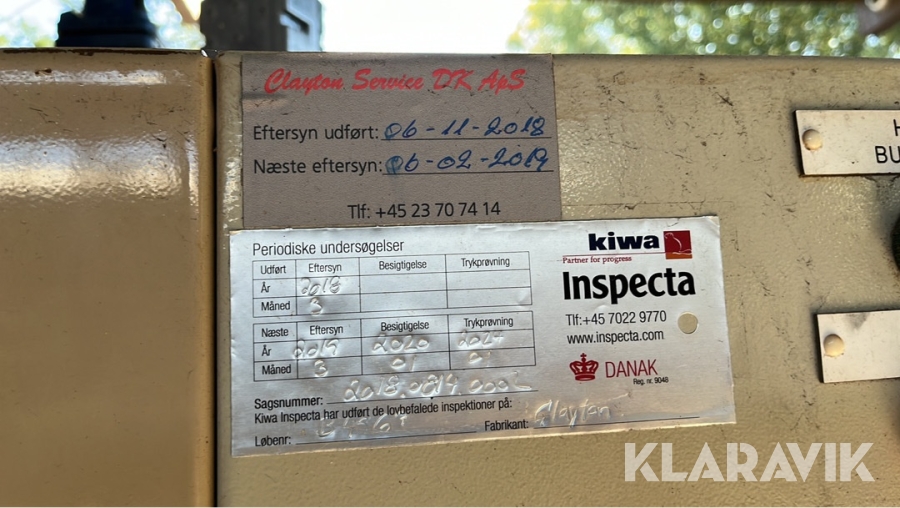 Clayton Service DK ApS
Eftersyn udført: 06-11-2018
Næste eftersyn: 06-02-2019
Tlf: +45 23 70 74 14
Periodiske undersøgelser
kiwa
Partner for progress
Inspecta
Tlf:+45 7022 9770
www.inspecta.com
DANAK
Reg. nr. 9048
Udført Eftersyn Besigtigelse Trykprøvning
År 2018
Måned 3
Næste Eftersyn Besigtigelse Trykprøvning
År 2019 2020
Måned 3 01 01
Sagsnummer:
Kiwa Inspecta har udført de lovbefalede inspektioner på:
Løbenr: Fabrikant: Clayton
H
BU
KLARAVIK